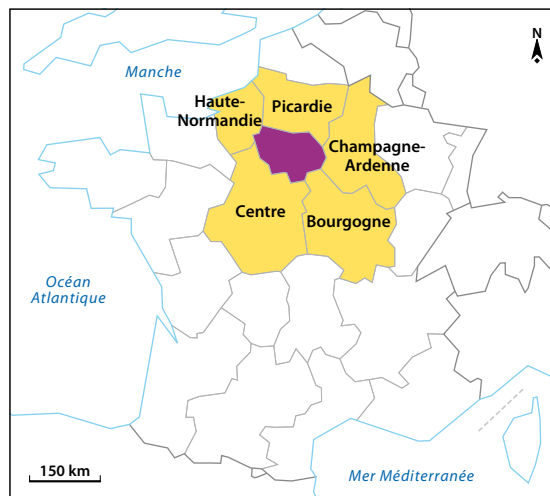 N
Manche
Haute-
Normandie
Picardie
Champagne-
Ardenne
Centre
Bourgogne
Océan
Atlantique
150 km
Mer Méditerranée